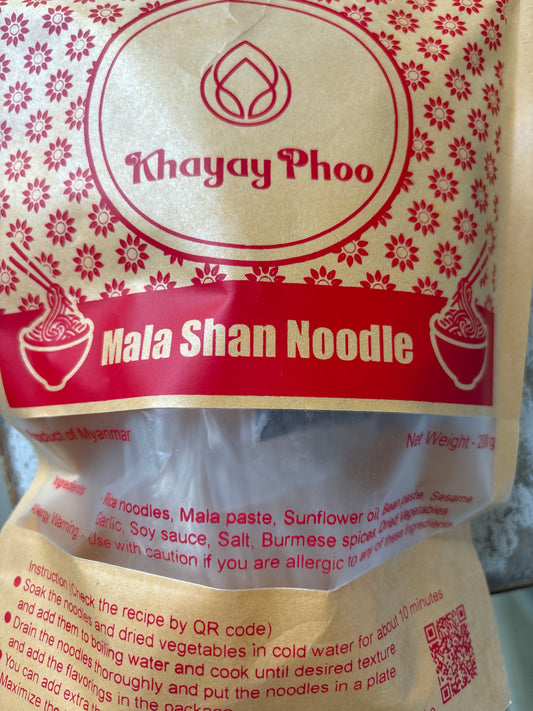 Khayay Phoo
Mala Shan Noodle
Product of Myanmar
Net Weight - 200 g
Ingredients - Rice noodles, Mala paste, Sunflower oil, Bean paste, Sesame
Garlic, Soy sauce, Salt, Burmese spices, Dried Vegetables
Allergy Warning - Use with caution if you are allergic to any of these ingredients
Instruction (Check the recipe by QR code)
● Soak the noodles and dried vegetables in cold water for about 10 minutes
and add them to boiling water and cook until desired texture
● Drain the noodles thoroughly and put the noodles in a plate
and add the flavorings in the package
● You can add extra
Maximize the